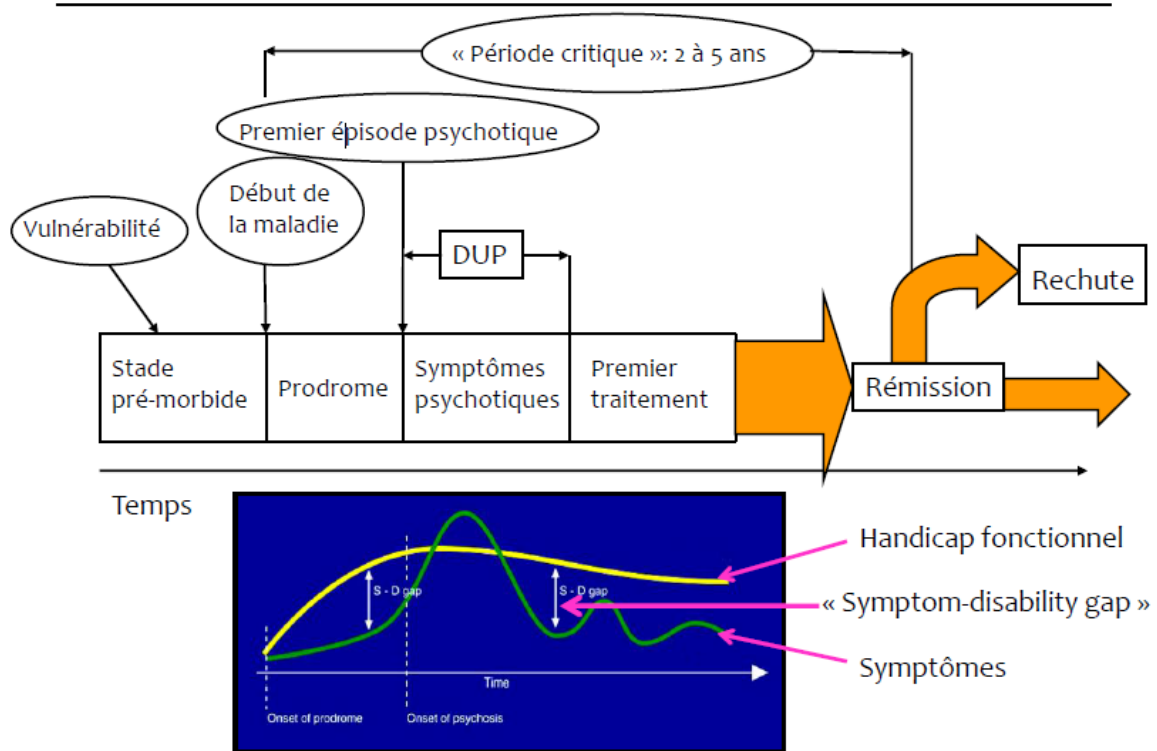 « Période critique »: 2 à 5 ans
Premier épisode psychotique
Début de
la maladie
Vulnérabilité
DUP
Rechute
Stade
pré-morbide
Prodrome
Symptômes
psychotiques
Premier
traitement
Rémission
Temps
S - D gap
S - D gap
Time
Onset of prodrome
Onset of psychosis
Handicap fonctionnel
« Symptom-disability gap »
Symptômes